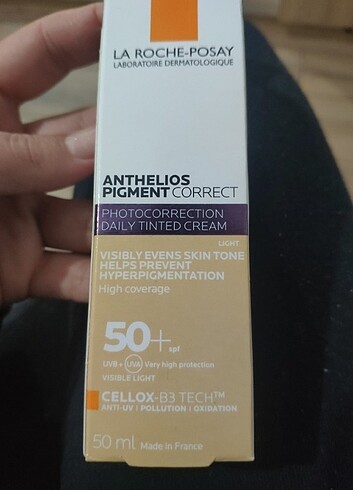 LA ROCHE-POSAY
LABORATOIRE DERMATOLOGIQUE
ANTHELIOS
PIGMENT CORRECT
PHOTOCORRECTION
DAILY TINTED CREAM
LIGHT
VISIBLY EVENS SKIN TONE
HELPS PREVENT
HYPERPIGMENTATION
High coverage
50+ spf
UVB + UVA Very high protection
VISIBLE LIGHT
CELLOX-B3 TECH™
ANTI-UV | POLLUTION | OXIDATION
50 ml Made In France